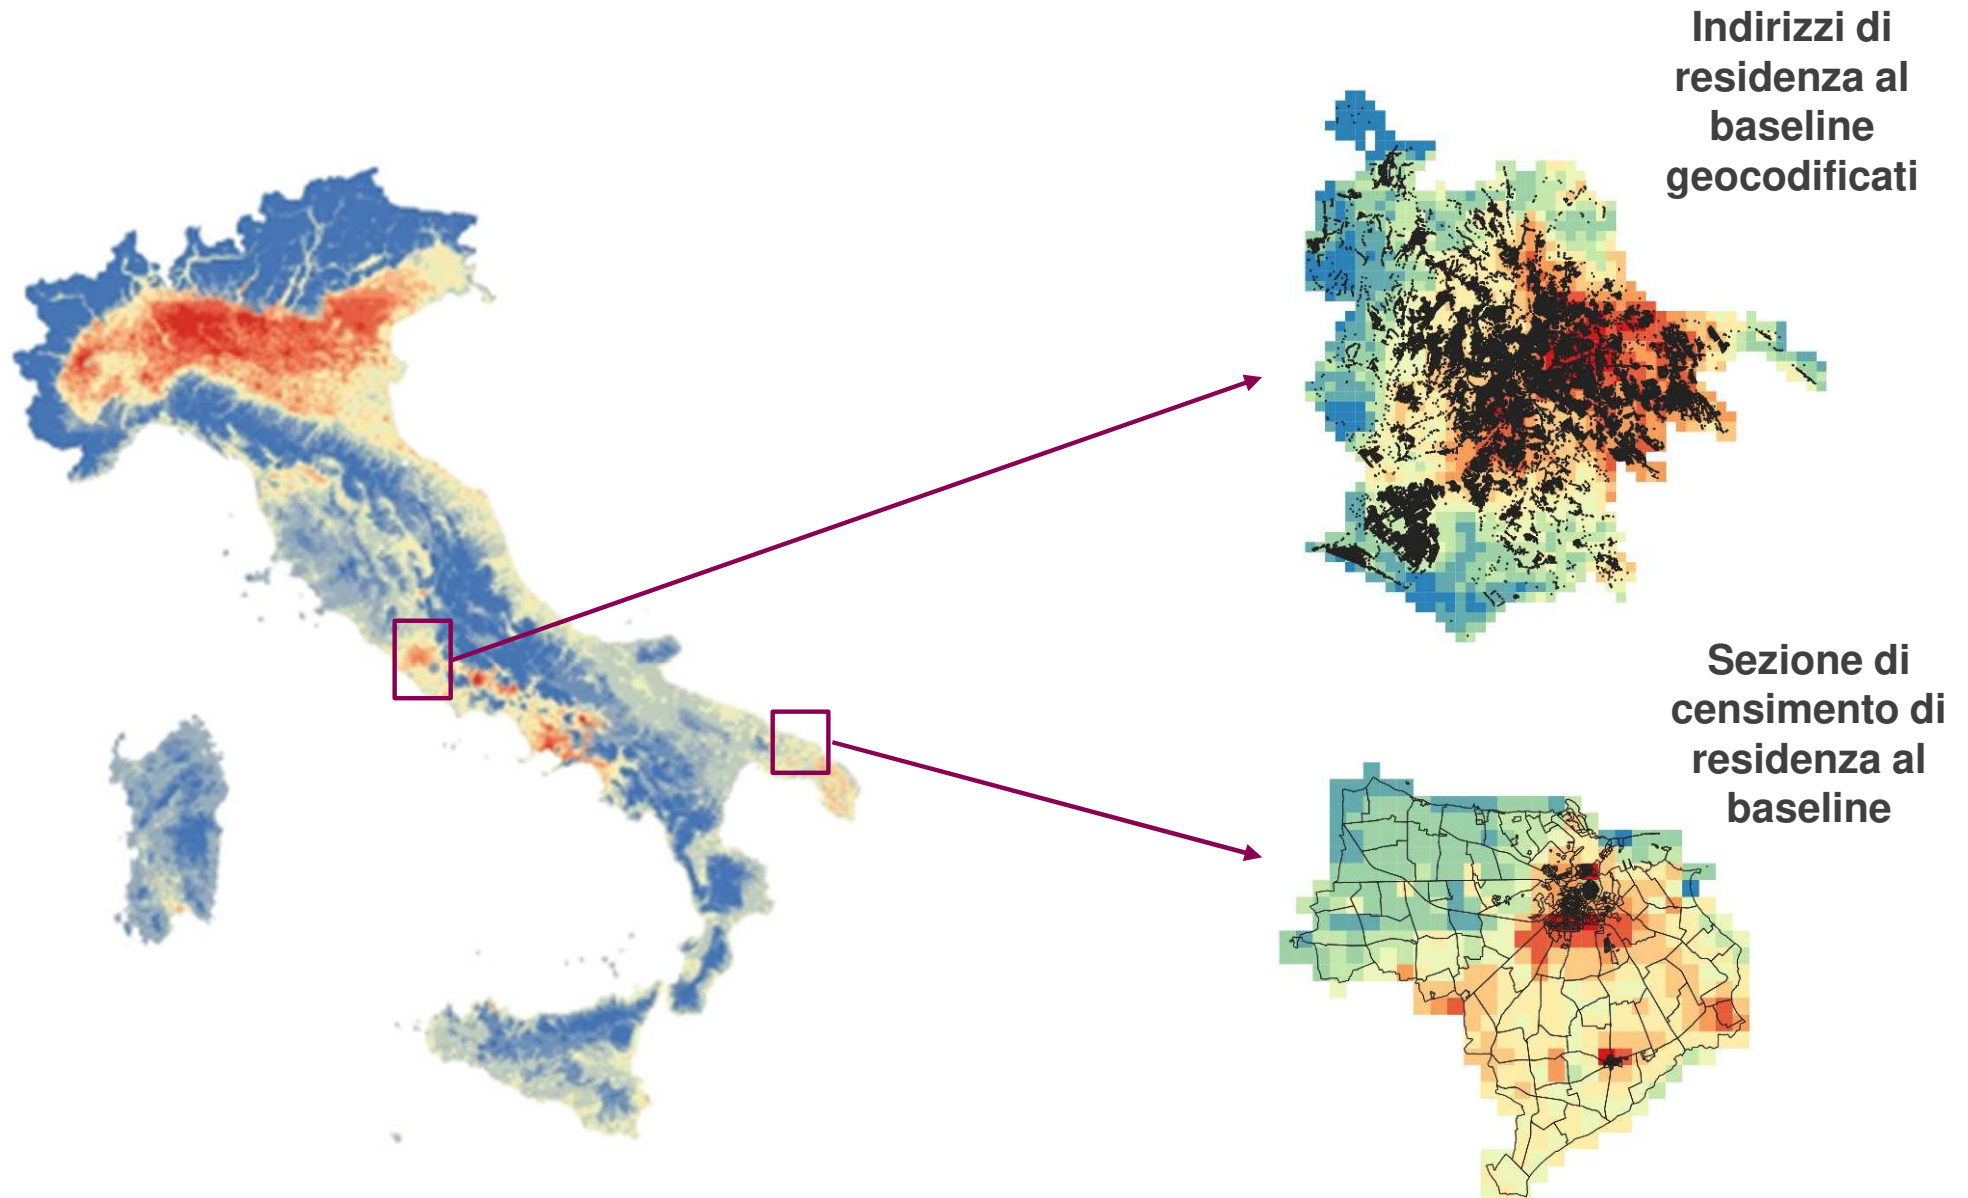 Indirizzi di
residenza al
baseline
geocodificati
Sezione di
censimento di
residenza al
baseline